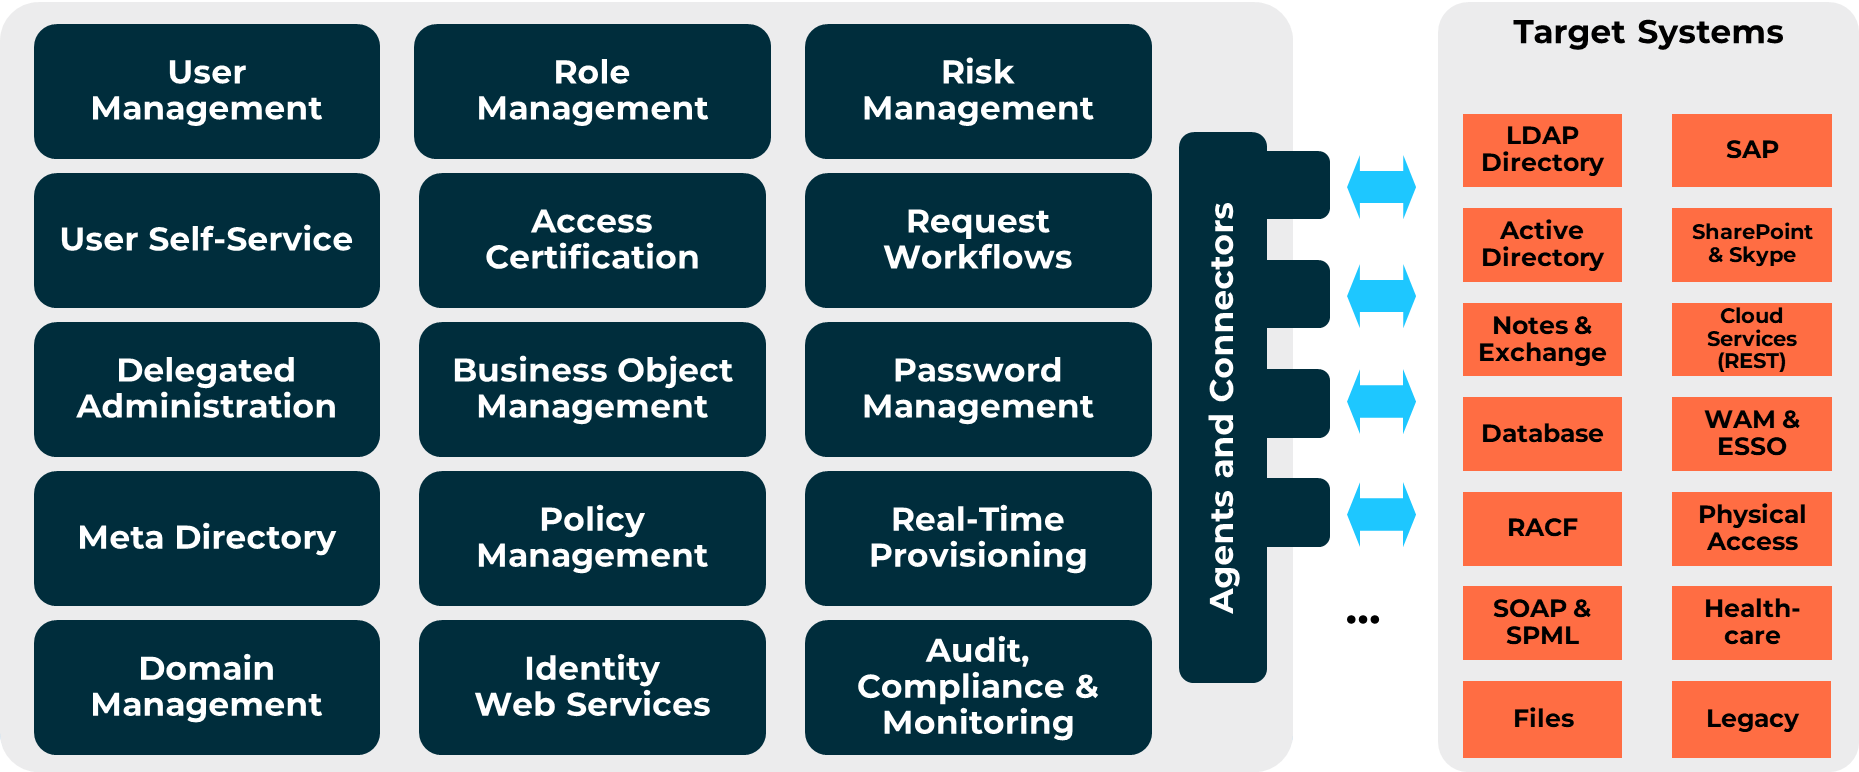 User
Management
Role
Management
Risk
Management
User Self-Service
Access
Certification
Request
Workflows
Delegated
Administration
Business Object
Management
Password
Management
Meta Directory
Policy
Management
Real-Time
Provisioning
Domain
Management
Identity
Web Services
Audit,
Compliance &
Monitoring
Agents and Connectors
...
Target Systems
LDAP
Directory
SAP
Active
Directory
SharePoint
& Skype
Notes &
Exchange
Cloud
Services
(REST)
Database
WAM &
ESSO
RACF
Physical
Access
SOAP &
SPML
Health-
care
Files
Legacy